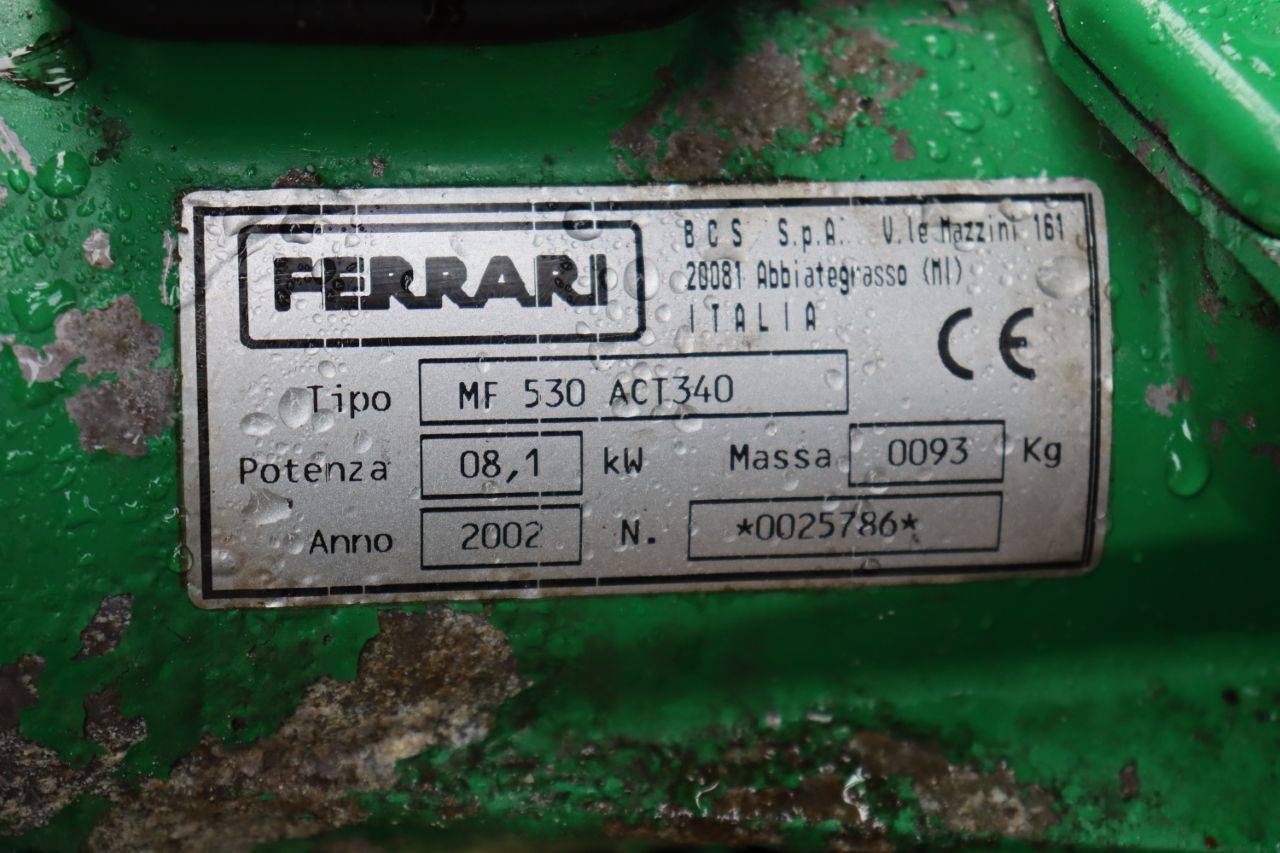 FERRARI
BCS S.p.A. V.le Mazzini 161
20081 Abbiategrasso (MI)
ITALIA
CE
Tipo MF 530 ACT340
Potenza 08,1 kW Massa 0093 Kg
Anno 2002 N. *0025786*